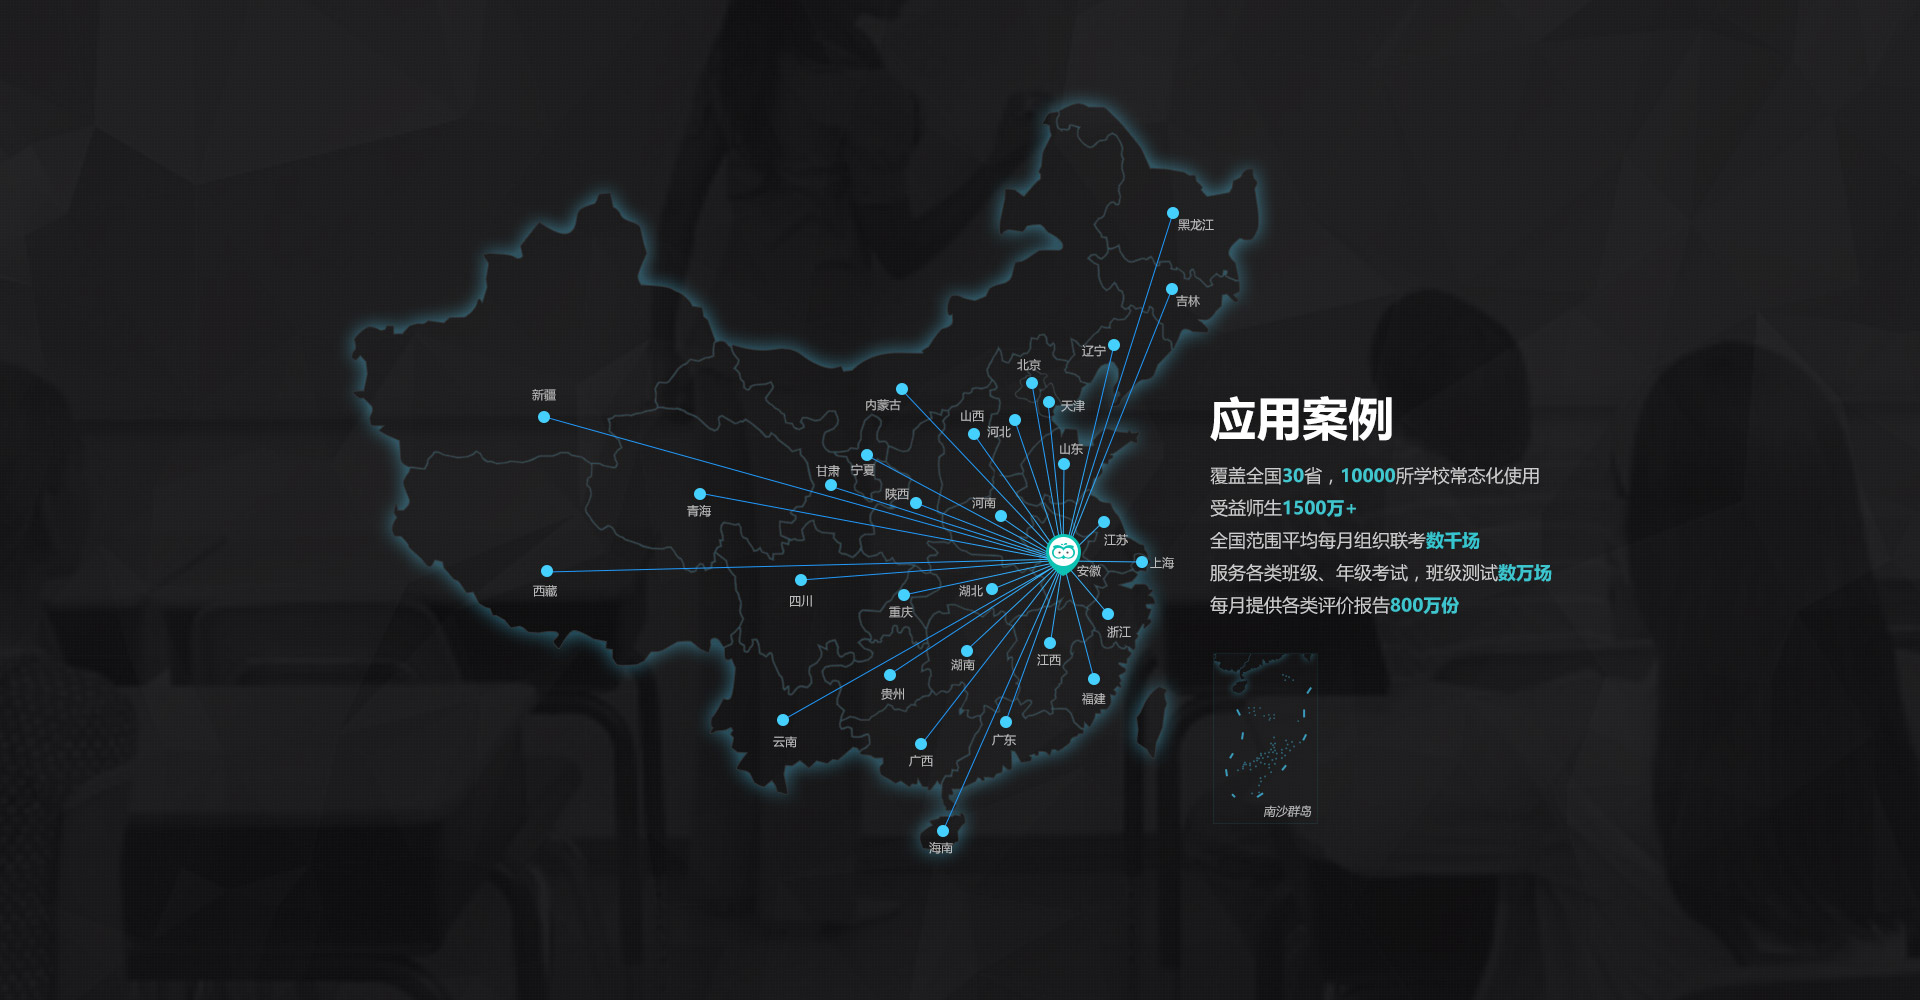 黑龙江
吉林
辽宁
北京
新疆
内蒙古
天津
山西
河北
山东
甘肃
宁夏
陕西
河南
青海
江苏
上海
安徽
西藏
四川
重庆
湖北
浙江
湖南
江西
贵州
福建
云南
广西
广东
海南
应用案例
覆盖全国30省，10000所学校常态化使用
受益师生1500万+
全国范围平均每月组织联考数千场
服务各类班级、年级考试，班级测试数万场
每月提供各类评价报告800万份
南沙群岛